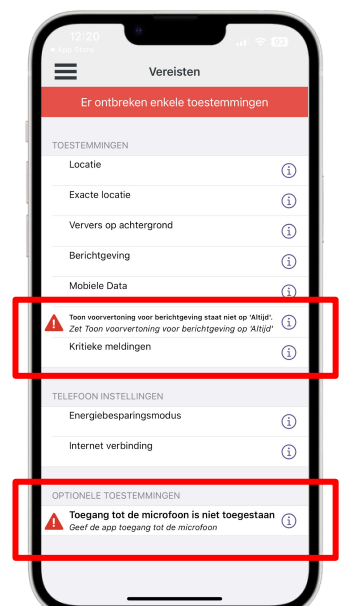 12:20
App Store
93
Vereisten
Er ontbreken enkele toestemmingen
TOESTEMMINGEN
Locatie
Exacte locatie
Ververs op achtergrond
Berichtgeving
Mobiele Data
Toon voorvertoning voor berichtgeving staat niet op 'Altijd'.
Zet Toon voorvertoning voor berichtgeving op 'Altijd'
Kritieke meldingen
TELEFOON INSTELLINGEN
Energiebesparingsmodus
Internet verbinding
OPTIONELE TOESTEMMINGEN
Toegang tot de microfoon is niet toegestaan
Geef de app toegang tot de microfoon